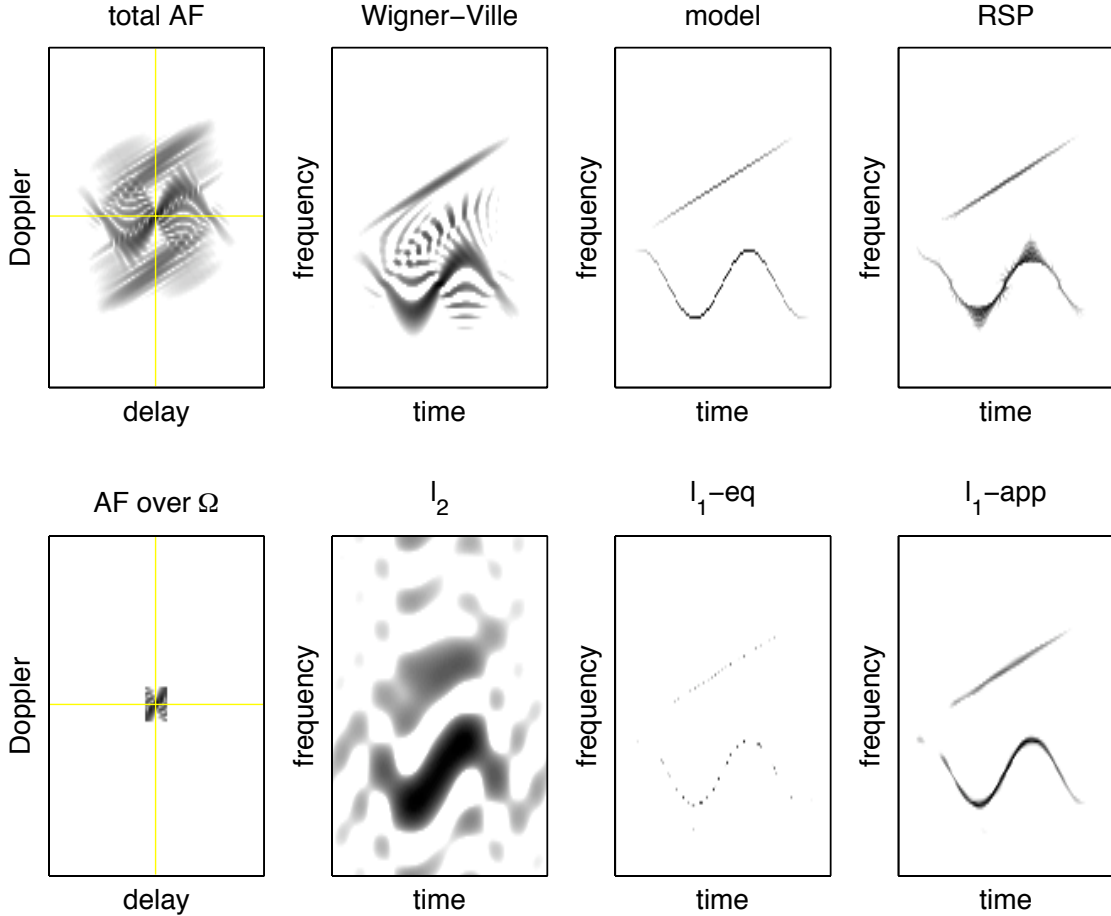 total AF
Wigner−Ville
model
RSP
Doppler
frequency
frequency
frequency
delay
time
time
time
AF over Ω
l2
l1−eq
l1−app
Doppler
frequency
frequency
frequency
delay
time
time
time